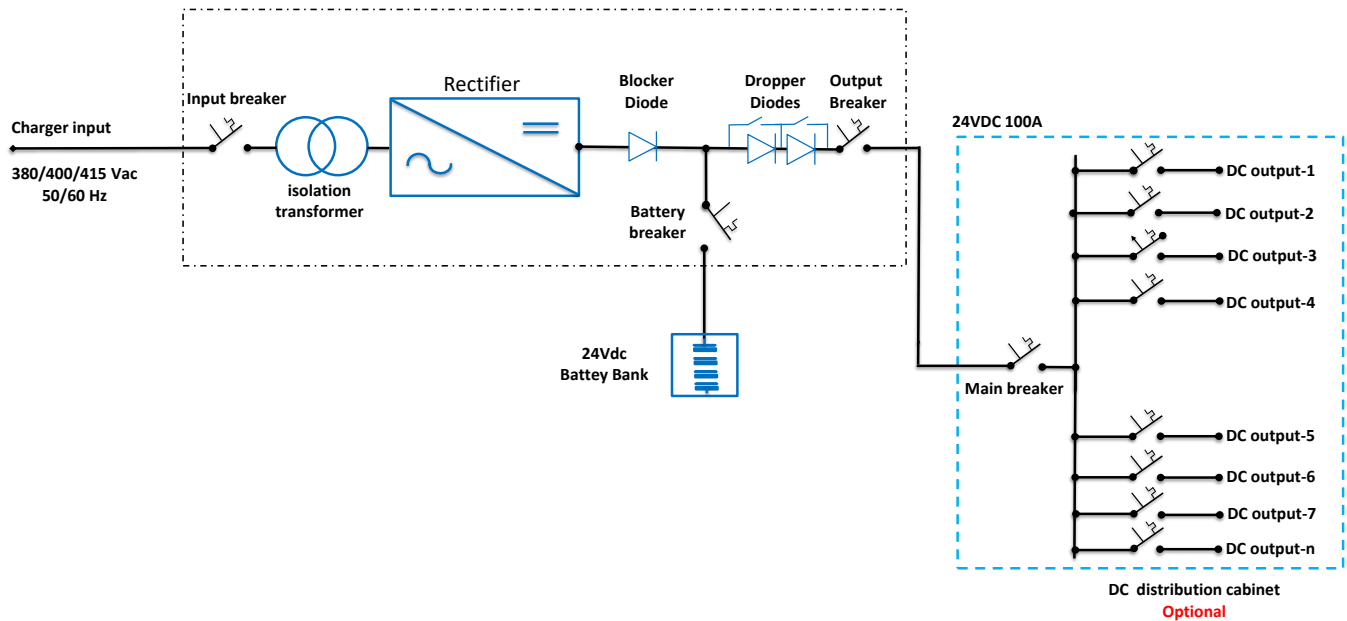 Rectifier
Blocker
Diode
Dropper
Diodes
Output
Breaker
Input breaker
Charger input
380/400/415 Vac
50/60 Hz
isolation
transformer
Battery
breaker
24Vdc
Battey Bank
24VDC 100A
DC output-1
DC output-2
DC output-3
DC output-4
Main breaker
DC output-5
DC output-6
DC output-7
DC output-n
DC distribution cabinet
Optional